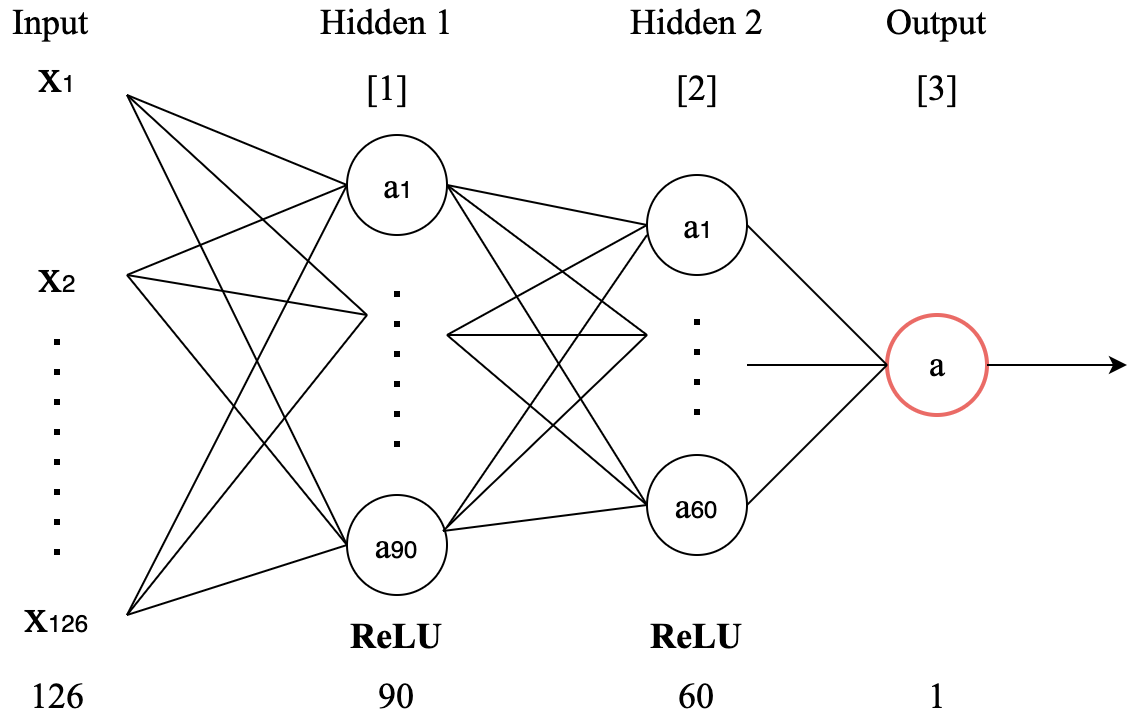 Input Hidden 1 Hidden 2 Output
x1 [1] [2] [3]
a1 a1
x2
a
a90 a60
x126
ReLU ReLU
126 90 60 1